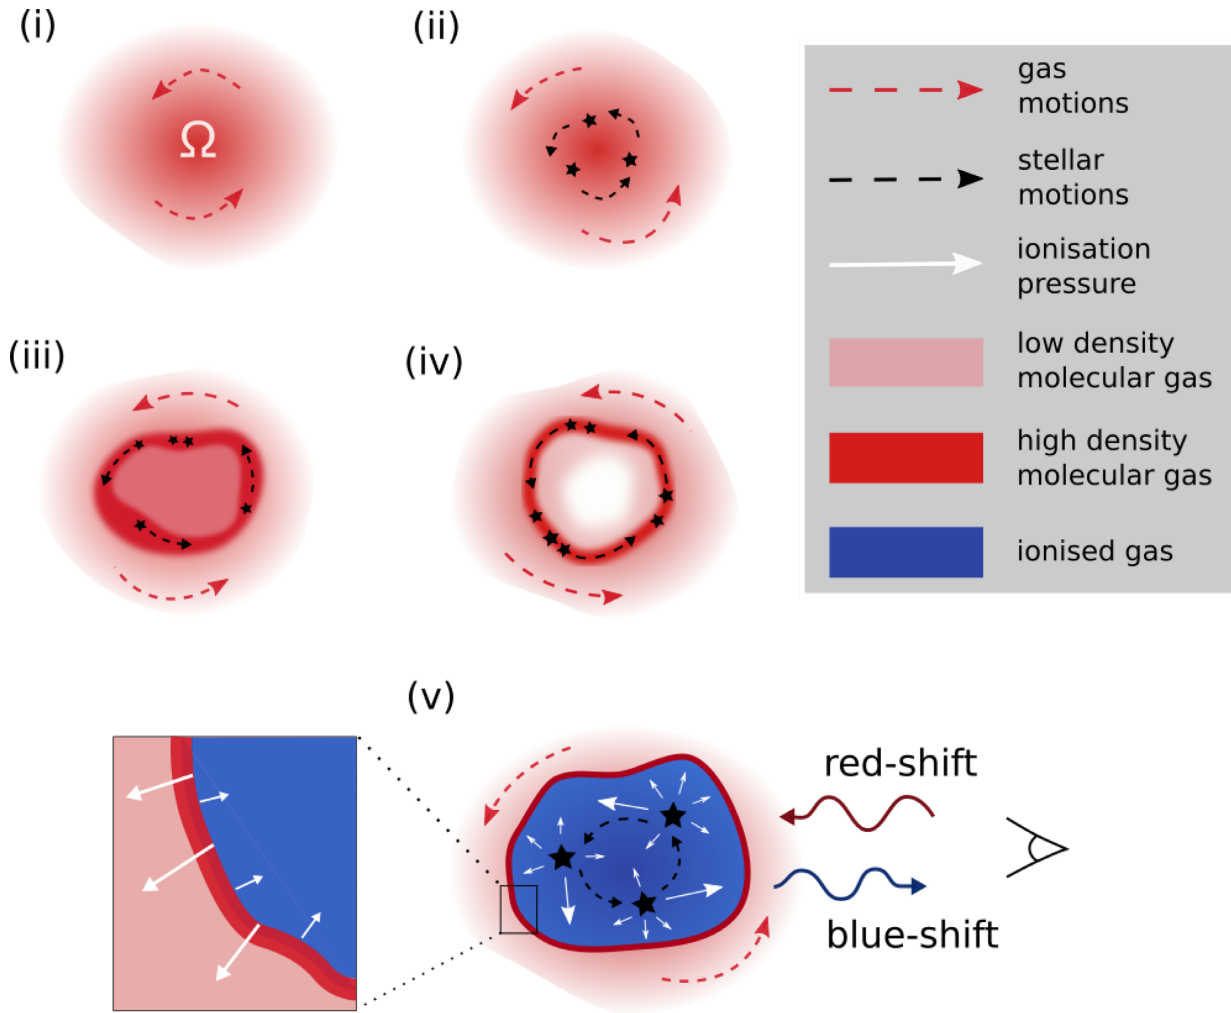 (i)
(ii)
Ω
gas
motions
stellar
motions
ionisation
pressure
low density
molecular gas
high density
molecular gas
ionised gas
(iii)
(iv)
(v)
red-shift
blue-shift